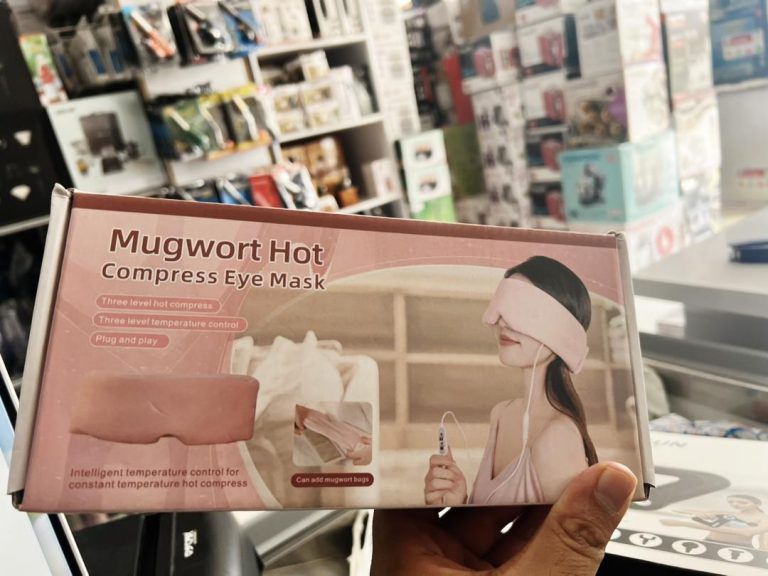 Mugwort Hot
Compress Eye Mask
Three level hot compress
Three level temperature control
Plug and play
Intelligent temperature control for
constant temperature hot compress
Can add mugwort bags